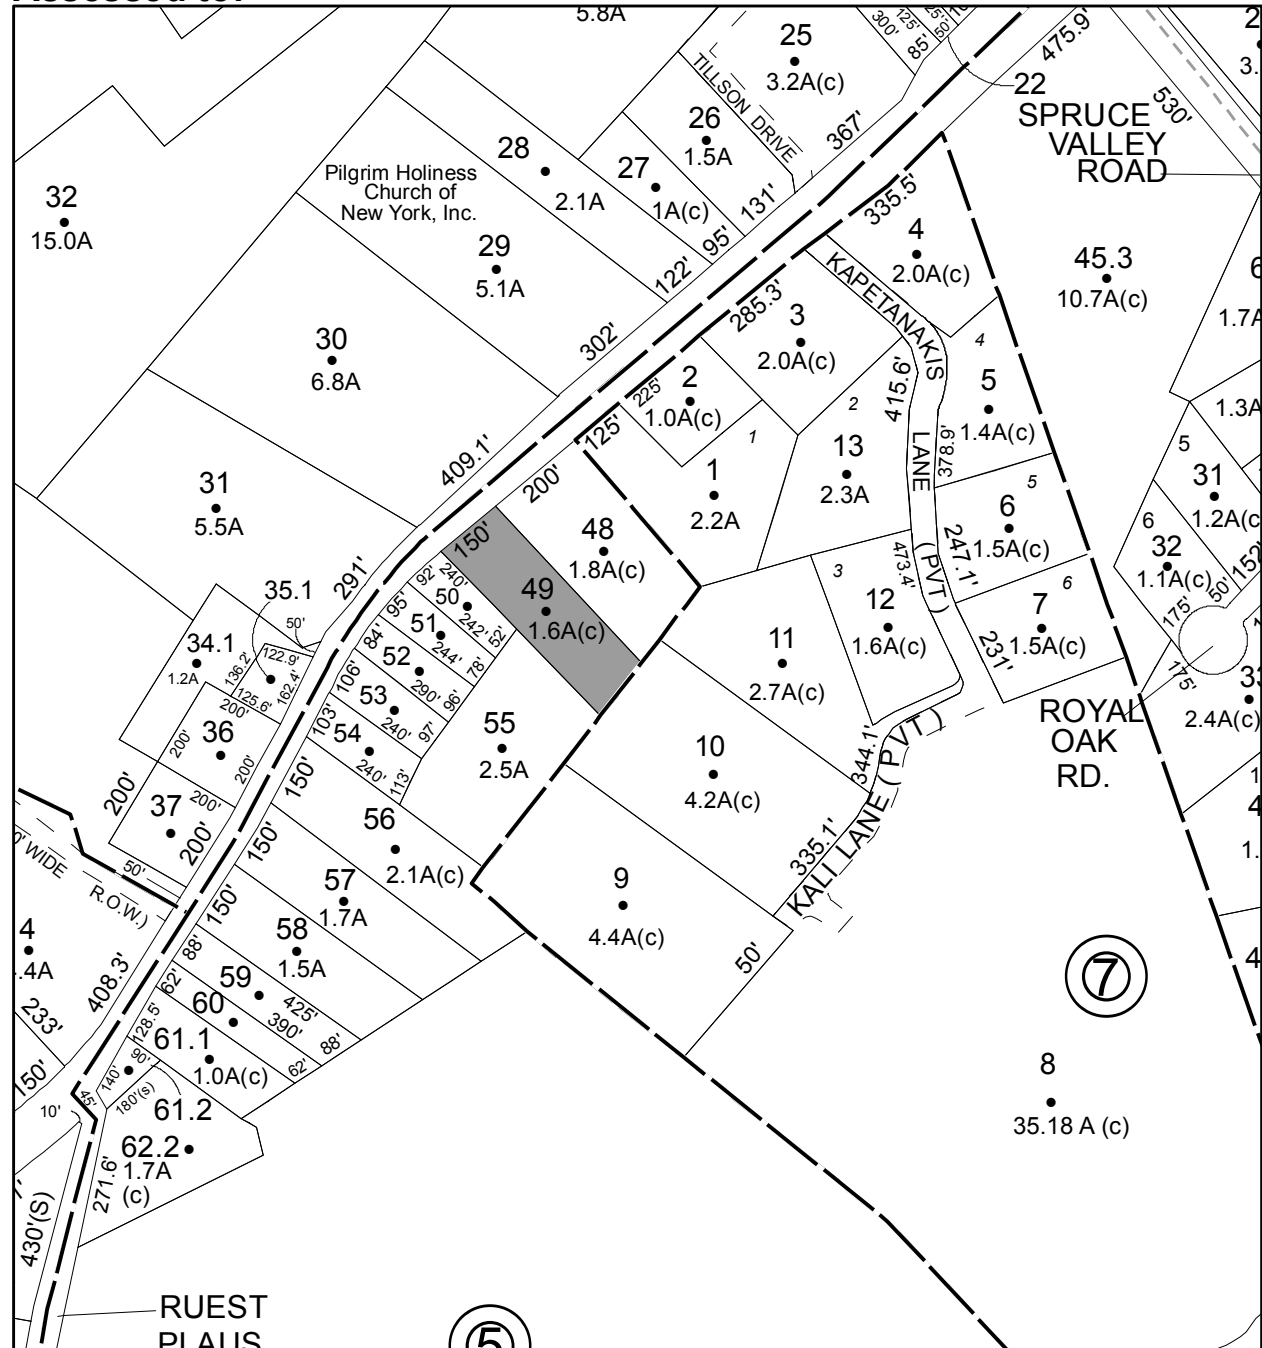 5.8A
25
3.2A(c)
300'
125'
25'
50'
85'
475.9'
22
530'
SPRUCE
VALLEY
ROAD
TILLSON DRIVE
367'
26
1.5A
28
2.1A
27
1A(c)
131'
95'
122'
Pilgrim Holiness
Church of
New York, Inc.
32
15.0A
29
5.1A
302'
30
6.8A
335.5'
4
2.0A(c)
45.3
10.7A(c)
KAPETANAKIS
LANE
( PVT )
285.3'
3
2.0A(c)
1.7A
4
5
1.4A(c)
415.6'
378.9'
225'
2
1.0A(c)
125'
1
2
13
2.3A
1
2.2A
409.1'
200'
31
5.5A
150'
48
1.8A(c)
49
1.6A(c)
5
6
1.5A(c)
247.1'
473.4'
3
12
1.6A(c)
6
7
1.5A(c)
231'
1.3A
5
31
1.2A(c
6
32
1.1A(c)
152'
50'
175'
175'
33
2.4A(c)
ROYAL
OAK
RD.
291'
35.1
50'
34.1
1.2A
122.9'
136.2'
162.4'
125.6'
92'
240'
50
242'
52'
95'
51
244'
78'
84'
52
290'
96'
106'
53
240'
97'
103'
54
240'
113'
55
2.5A
11
2.7A(c)
10
4.2A(c)
344.1'
335.1'
KALI LANE ( PVT )
200'
36
200'
200'
200'
37
200'
200'
50'
150'
150'
150'
56
2.1A(c)
57
1.7A
58
1.5A
9
4.4A(c)
50'
0' WIDE
R.O.W.)
4
.4A
233'
150'
408.3'
88'
59
425'
62'
60
390'
88'
128.5'
61.1
1.0A(c)
62'
90'
140'
45'
180'(s)
61.2
10'
62.2
1.7A
(c)
271.6'
430'(S)
7
8
35.18 A (c)
RUEST
PLAUS
5